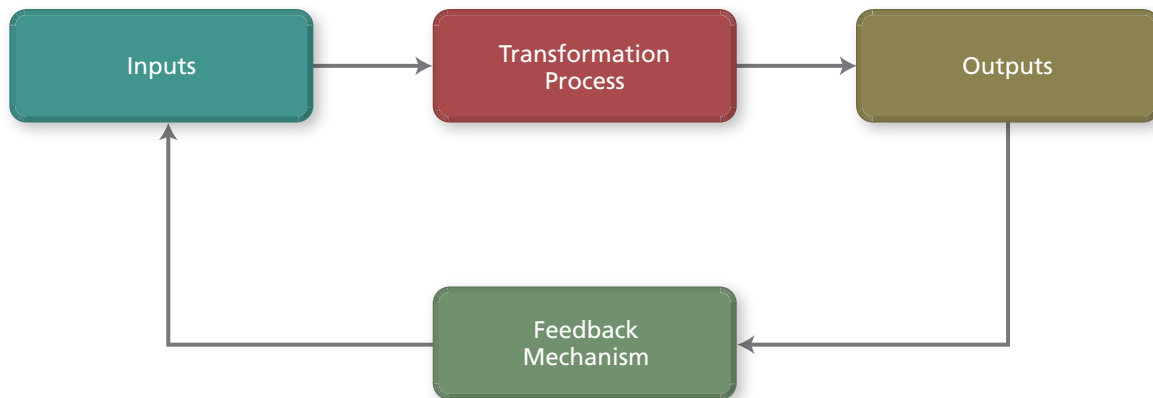 Inputs
Transformation
Process
Outputs
Feedback
Mechanism